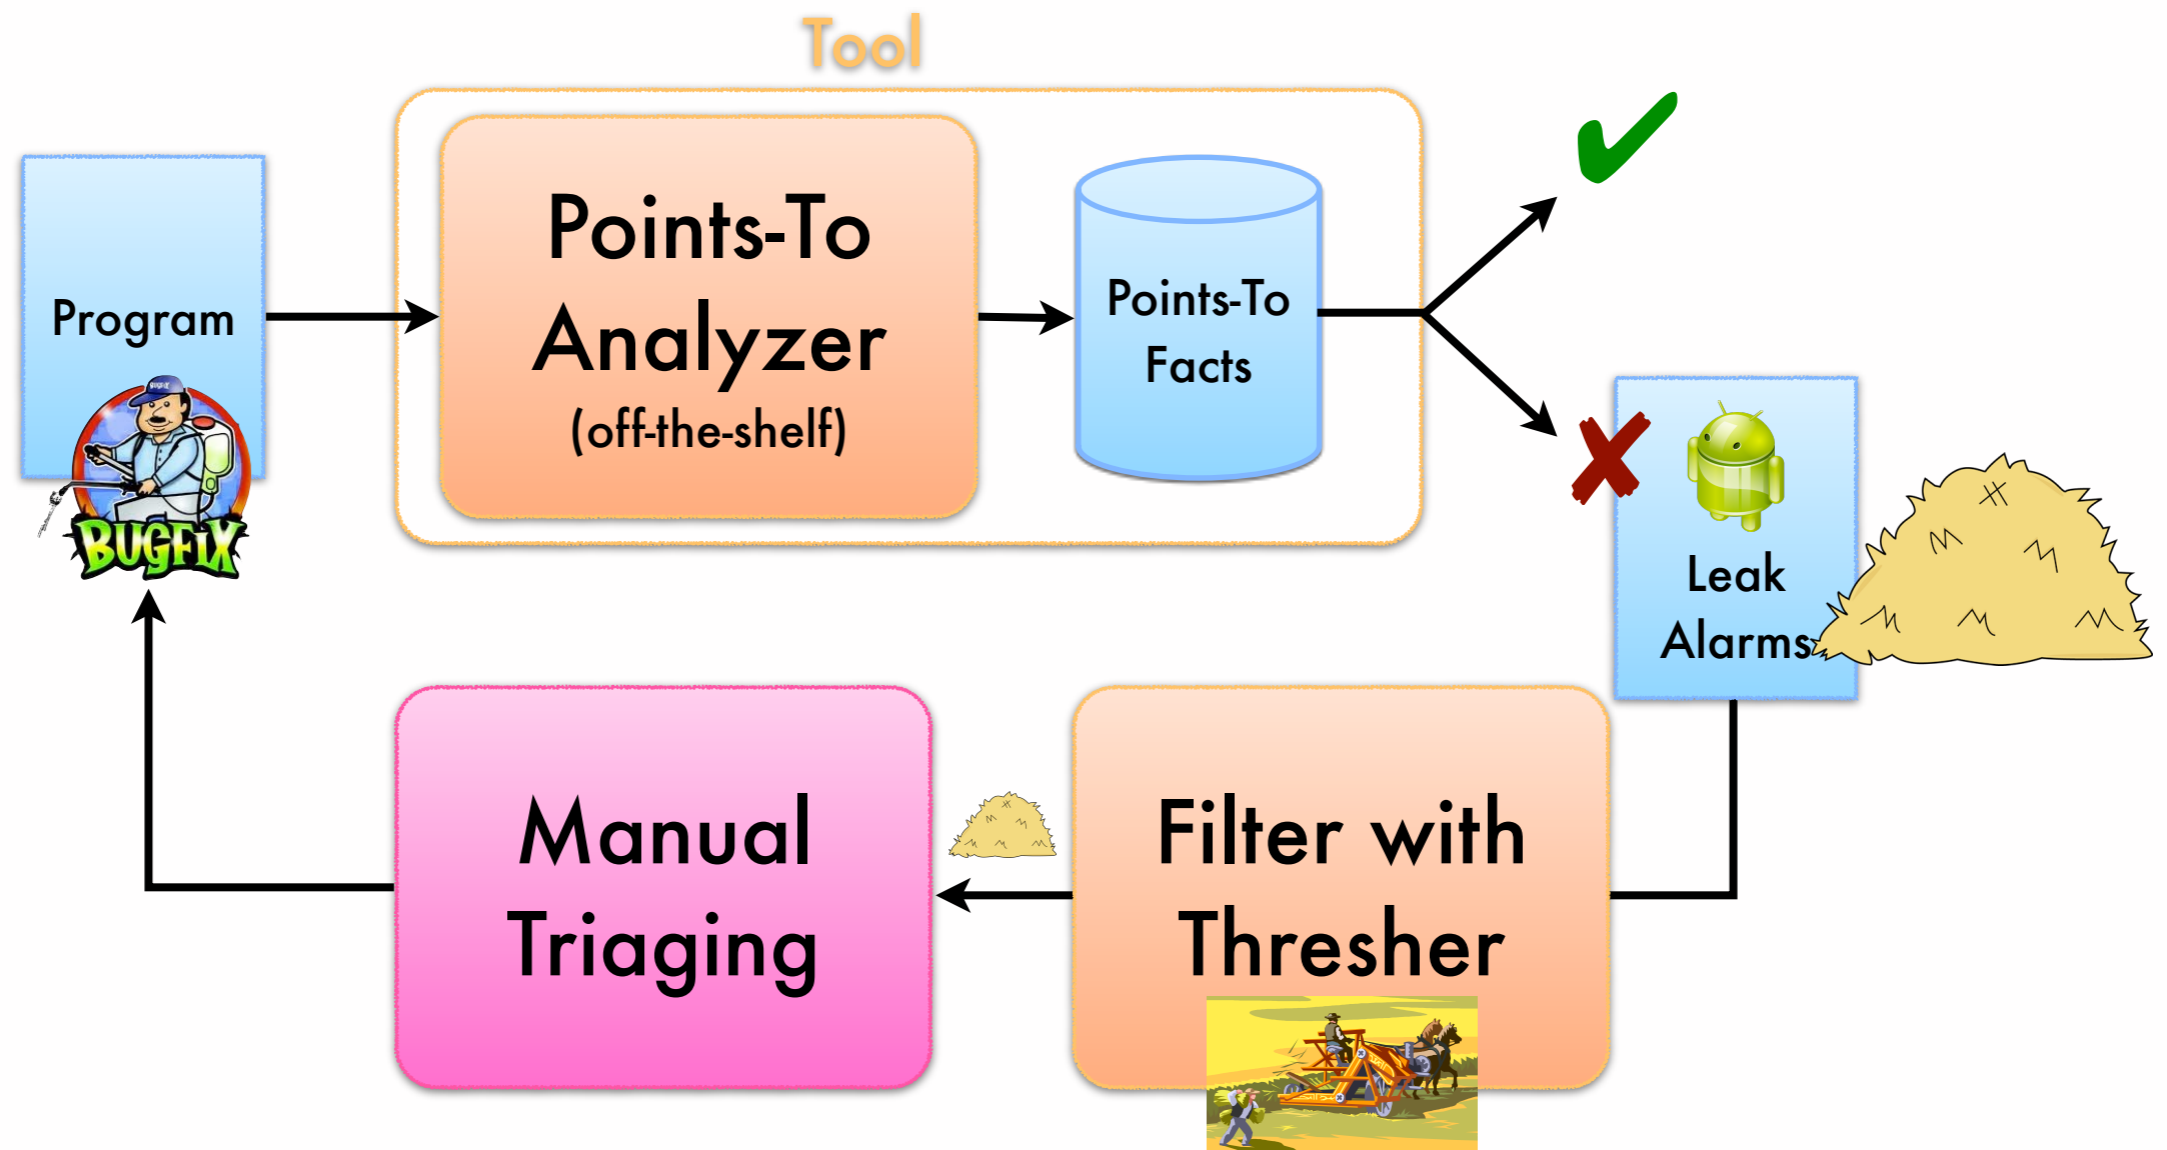 Tool
Program
BUGFIX
BUGFiX
Points-To
Analyzer
(off-the-shelf)
Points-To
Facts
Leak
Alarms
Manual
Triaging
Filter with
Thresher